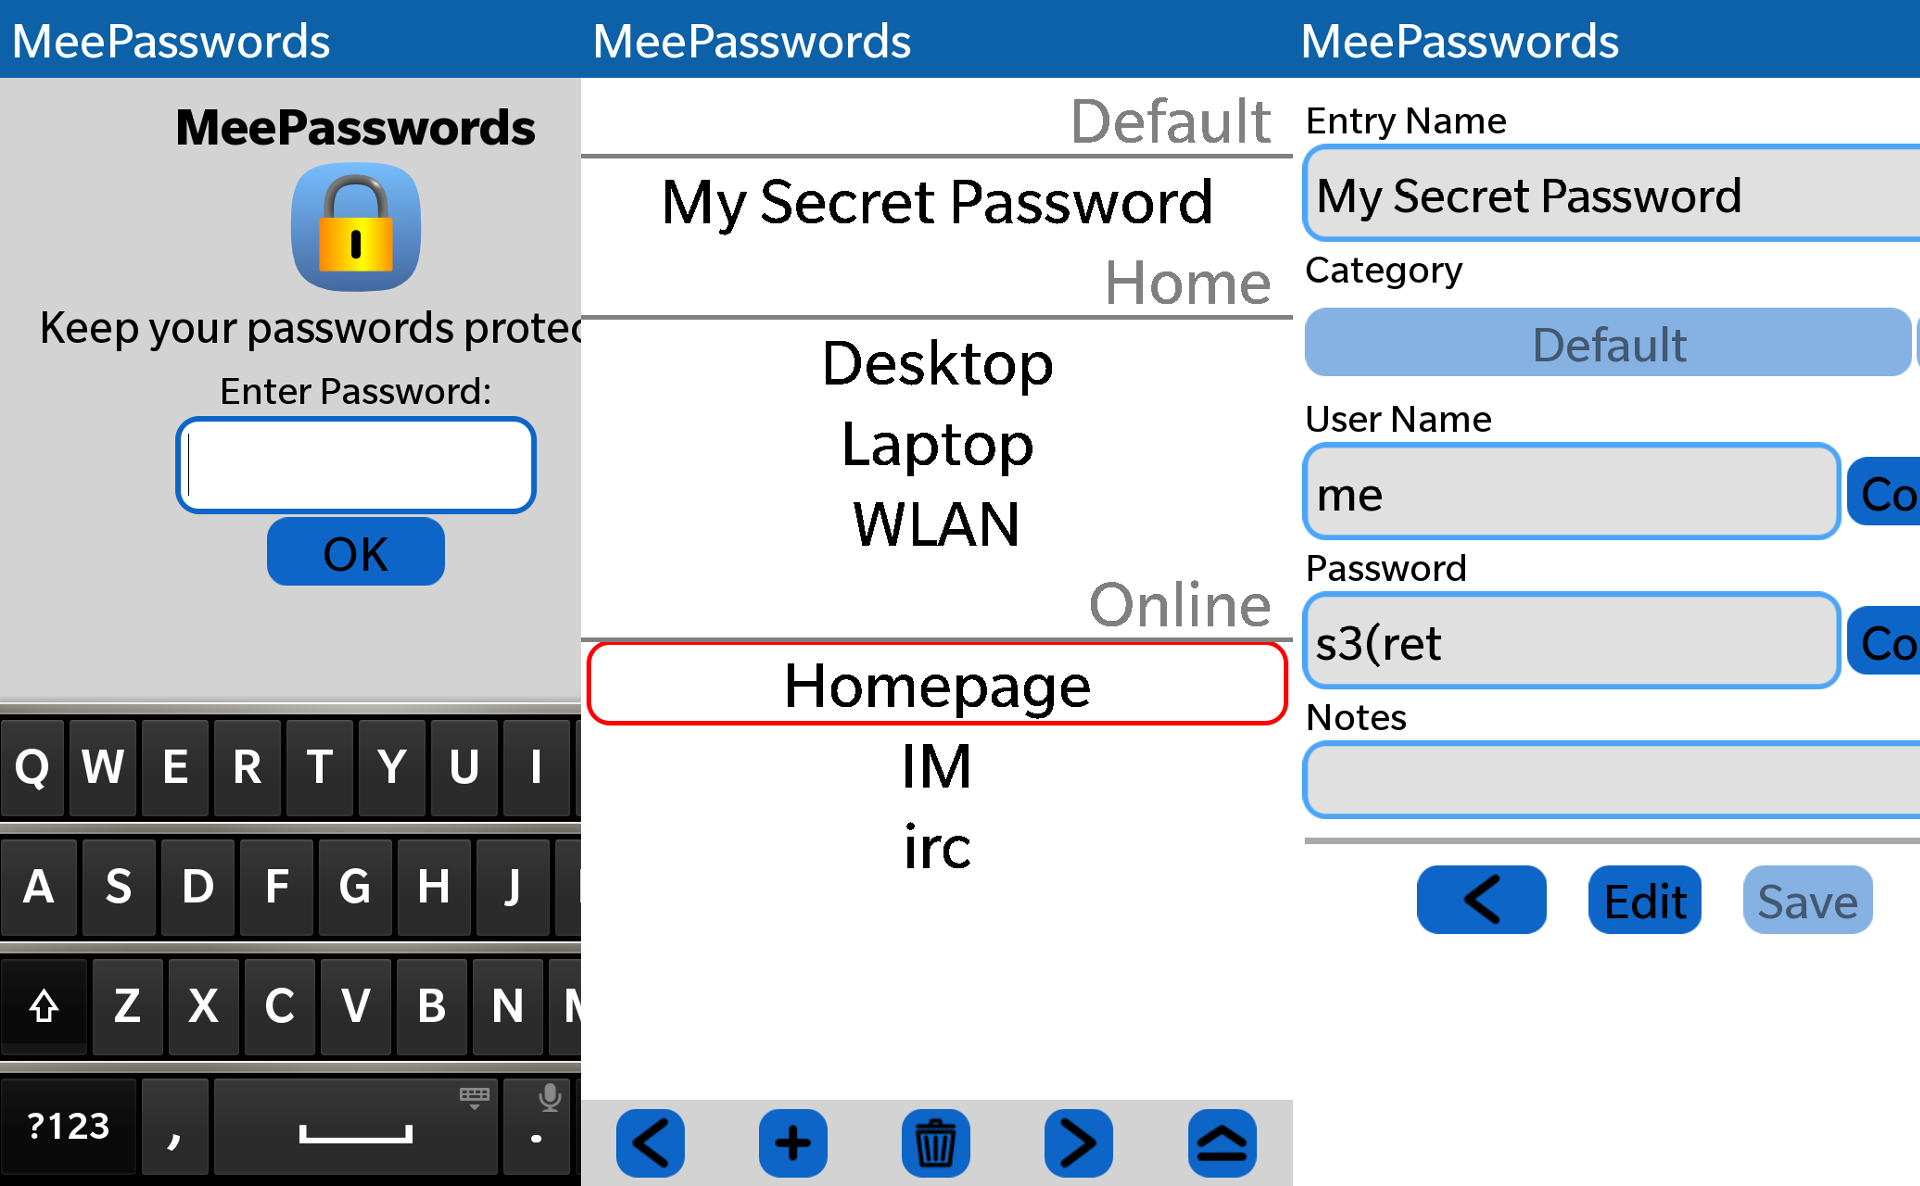 MeePasswords
MeePasswords
Keep your passwords protec
Enter Password:
OK
Q W E R T Y U I
A S D F G H J
Z X C V B N M
?123 , .
MeePasswords
Default
My Secret Password
Home
Desktop
Laptop
WLAN
Online
Homepage
IM
irc
MeePasswords
Entry Name
My Secret Password
Category
Default
User Name
me
Co
Password
s3(ret
Co
Notes
Edit
Save